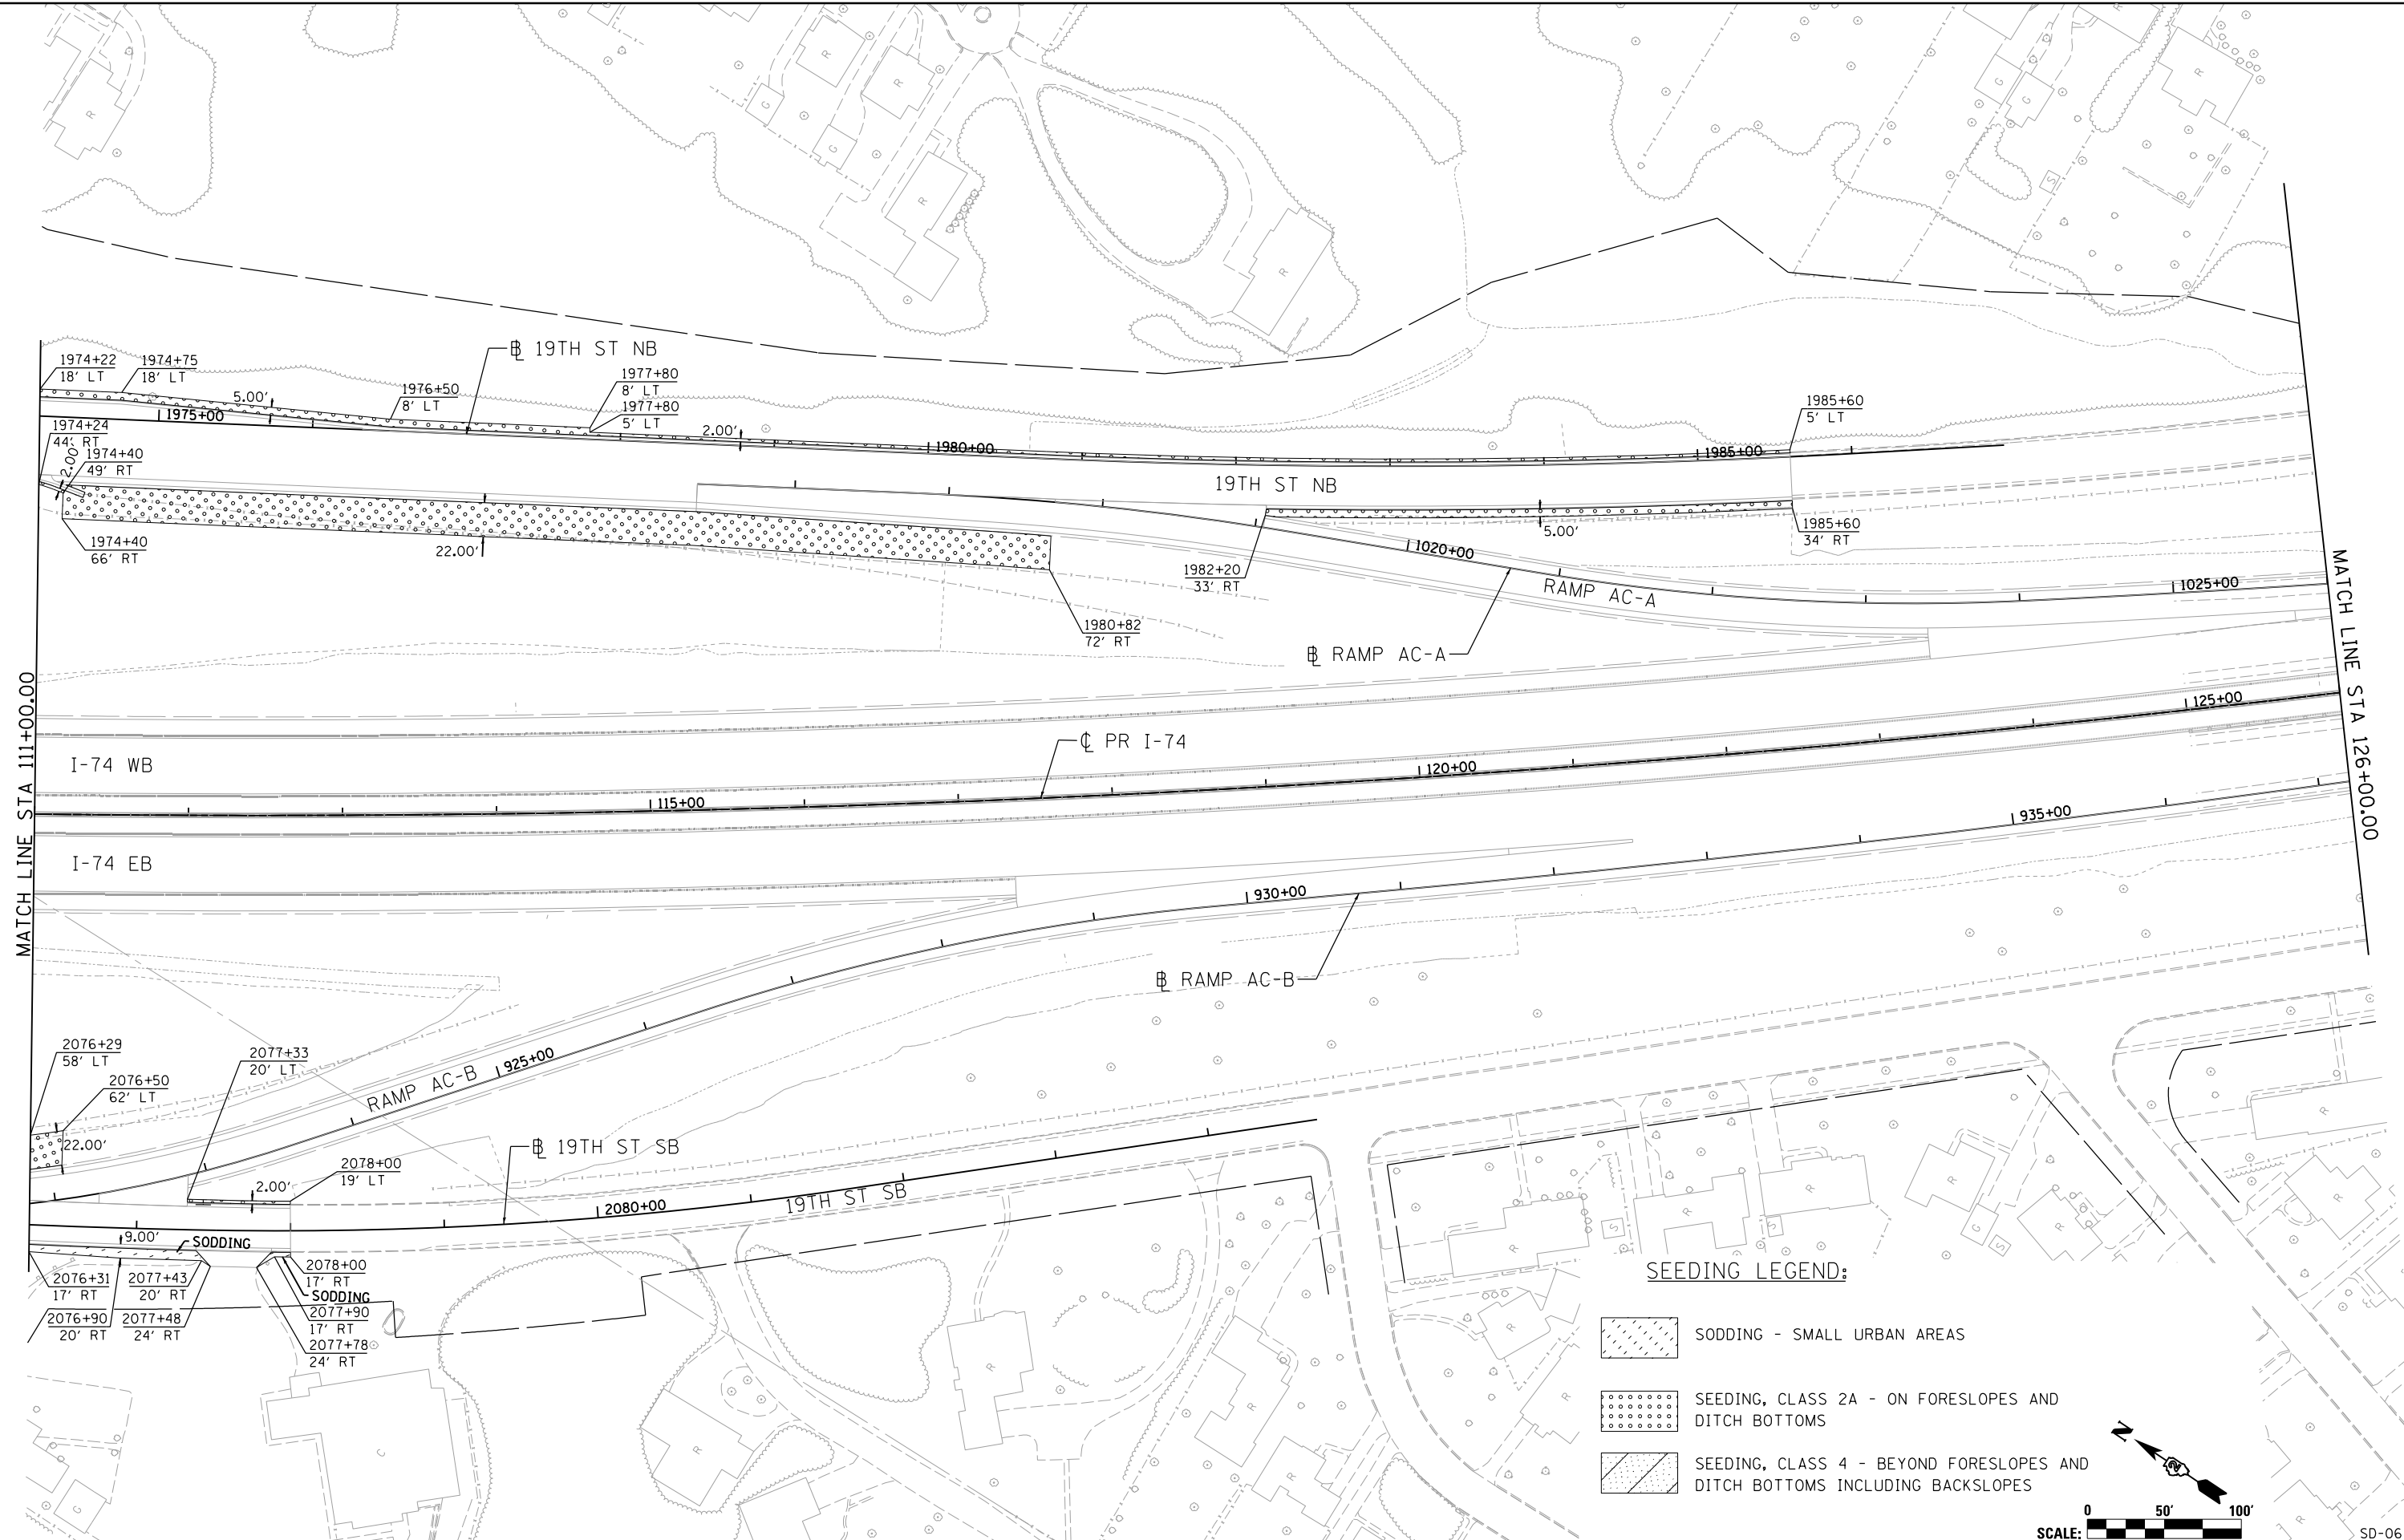 R
G
R
R
G
R
R
G
G
R
S
1974+22
18' LT
1974+75
18' LT
5.00'
1976+50
8' LT
℄ 19TH ST NB
1977+80
8' LT
1977+80
5' LT
2.00'
1975+00
1980+00
1985+00
1985+60
5' LT
1974+24
44' RT
2.00'
1974+40
49' RT
1974+40
66' RT
22.00'
19TH ST NB
1982+20
33' RT
5.00'
1985+60
34' RT
1020+00
RAMP AC-A
1025+00
1980+82
72' RT
℄ RAMP AC-A
MATCH LINE STA 111+00.00
MATCH LINE STA 126+00.00
I-74 WB
℄ PR I-74
115+00
120+00
125+00
I-74 EB
930+00
935+00
℄ RAMP AC-B
RAMP AC-B
925+00
2076+29
58' LT
2076+50
62' LT
22.00'
2077+33
20' LT
2078+00
19' LT
2.00'
℄ 19TH ST SB
2080+00
19TH ST SB
9.00'
SODDING
2076+31
17' RT
2077+43
20' RT
2076+90
20' RT
2077+48
24' RT
2078+00
17' RT
SODDING
2077+90
17' RT
2077+78
24' RT
R
S
R
S
R
R
G
S
R
R
R
R
R
R
R
R
C
G
SEEDING LEGEND:
SODDING - SMALL URBAN AREAS
SEEDING, CLASS 2A - ON FORESLOPES AND
DITCH BOTTOMS
SEEDING, CLASS 4 - BEYOND FORESLOPES AND
DITCH BOTTOMS INCLUDING BACKSLOPES
N
2
0 50' 100'
SCALE:
SD-06